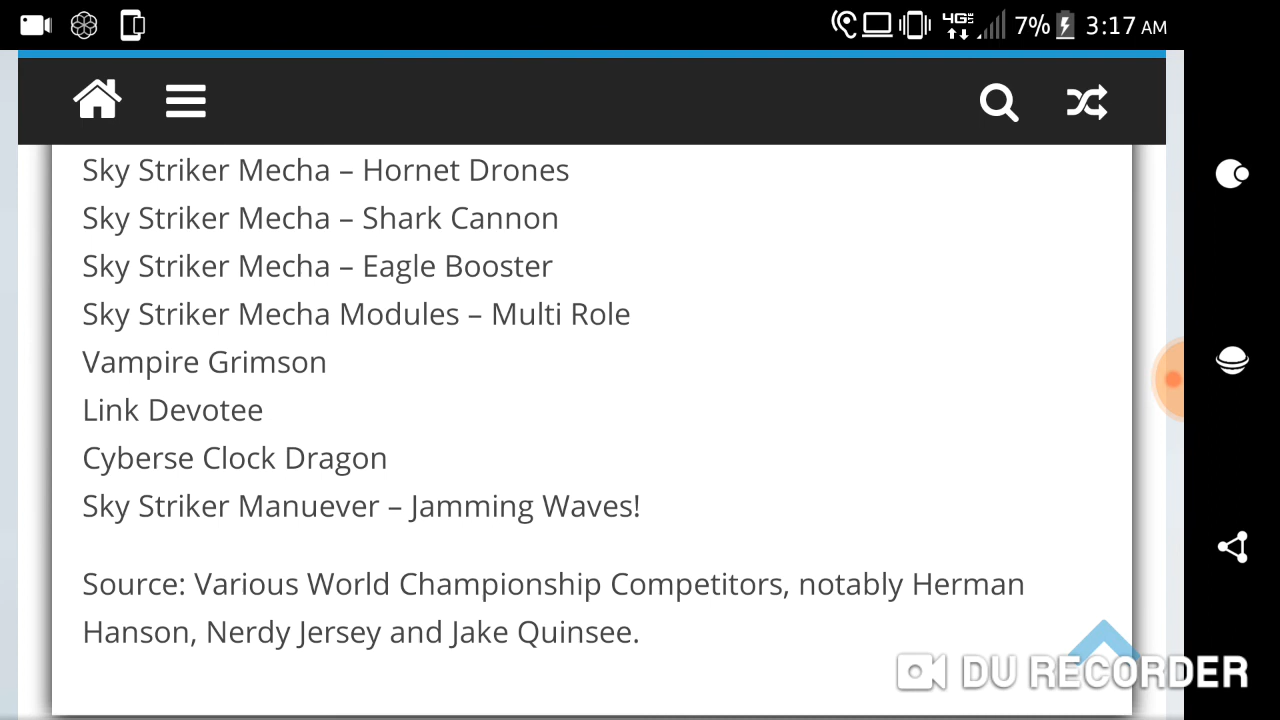 4G LTE 7% 3:17 AM
Sky Striker Mecha – Hornet Drones
Sky Striker Mecha – Shark Cannon
Sky Striker Mecha – Eagle Booster
Sky Striker Mecha Modules – Multi Role
Vampire Grimson
Link Devotee
Cyberse Clock Dragon
Sky Striker Manuever – Jamming Waves!
Source: Various World Championship Competitors, notably Herman
Hanson, Nerdy Jersey and Jake Quinsee.
DU RECORDER